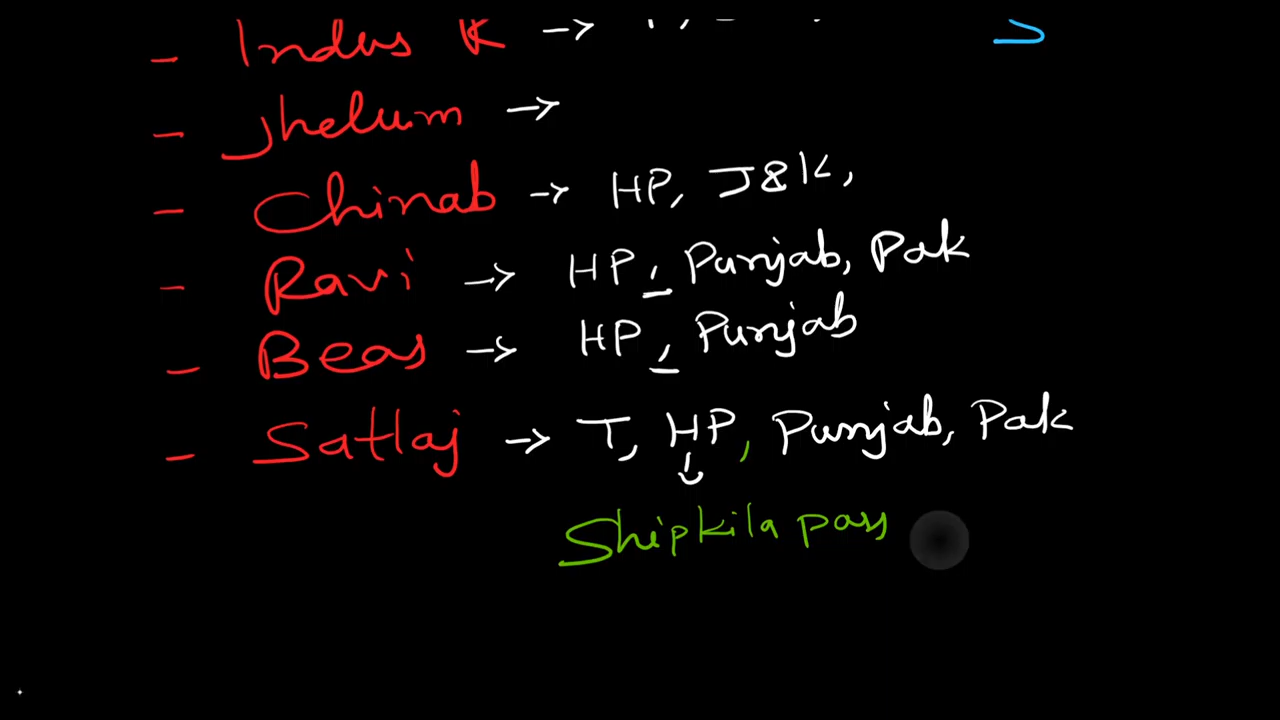 - Indus R →
- Jhelum →
- Chinab → HP, J&K,
- Ravi → HP, Punjab, Pak
- Beas → HP, Punjab
- Satlaj → T, HP, Punjab, Pak
Shipkila pass